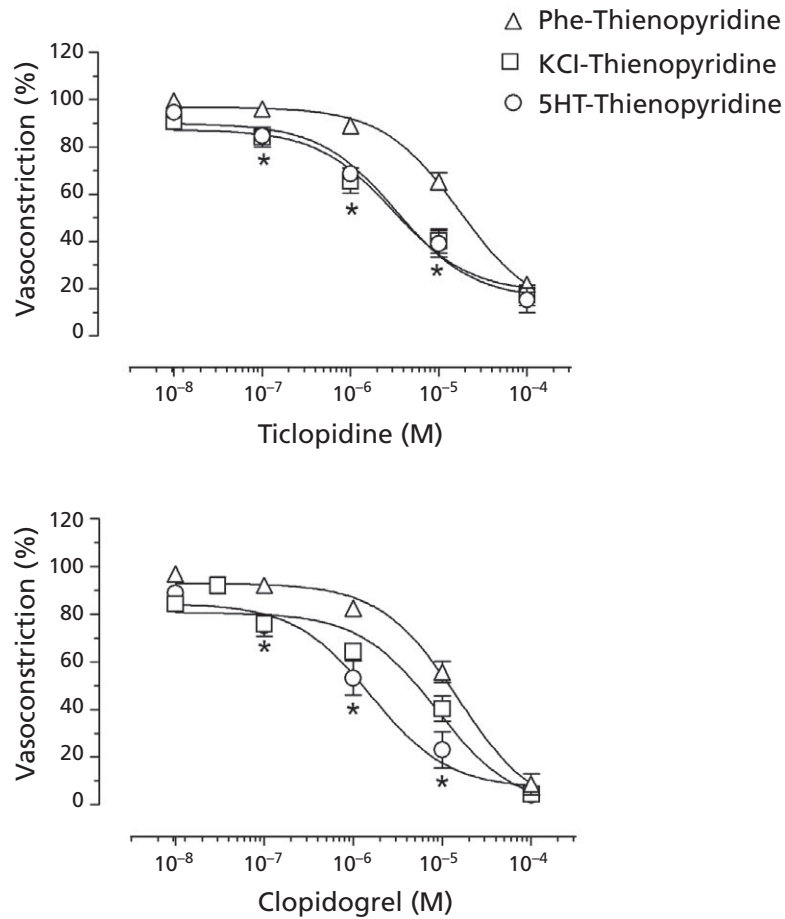 Phe-Thienopyridine
KCI-Thienopyridine
5HT-Thienopyridine
Vasoconstriction (%)
120
100
80
60
40
20
0
*
*
*
10⁻⁸ 10⁻⁷ 10⁻⁶ 10⁻⁵ 10⁻⁴
Ticlopidine (M)
Vasoconstriction (%)
120
100
80
60
40
20
0
*
*
*
10⁻⁸ 10⁻⁷ 10⁻⁶ 10⁻⁵ 10⁻⁴
Clopidogrel (M)